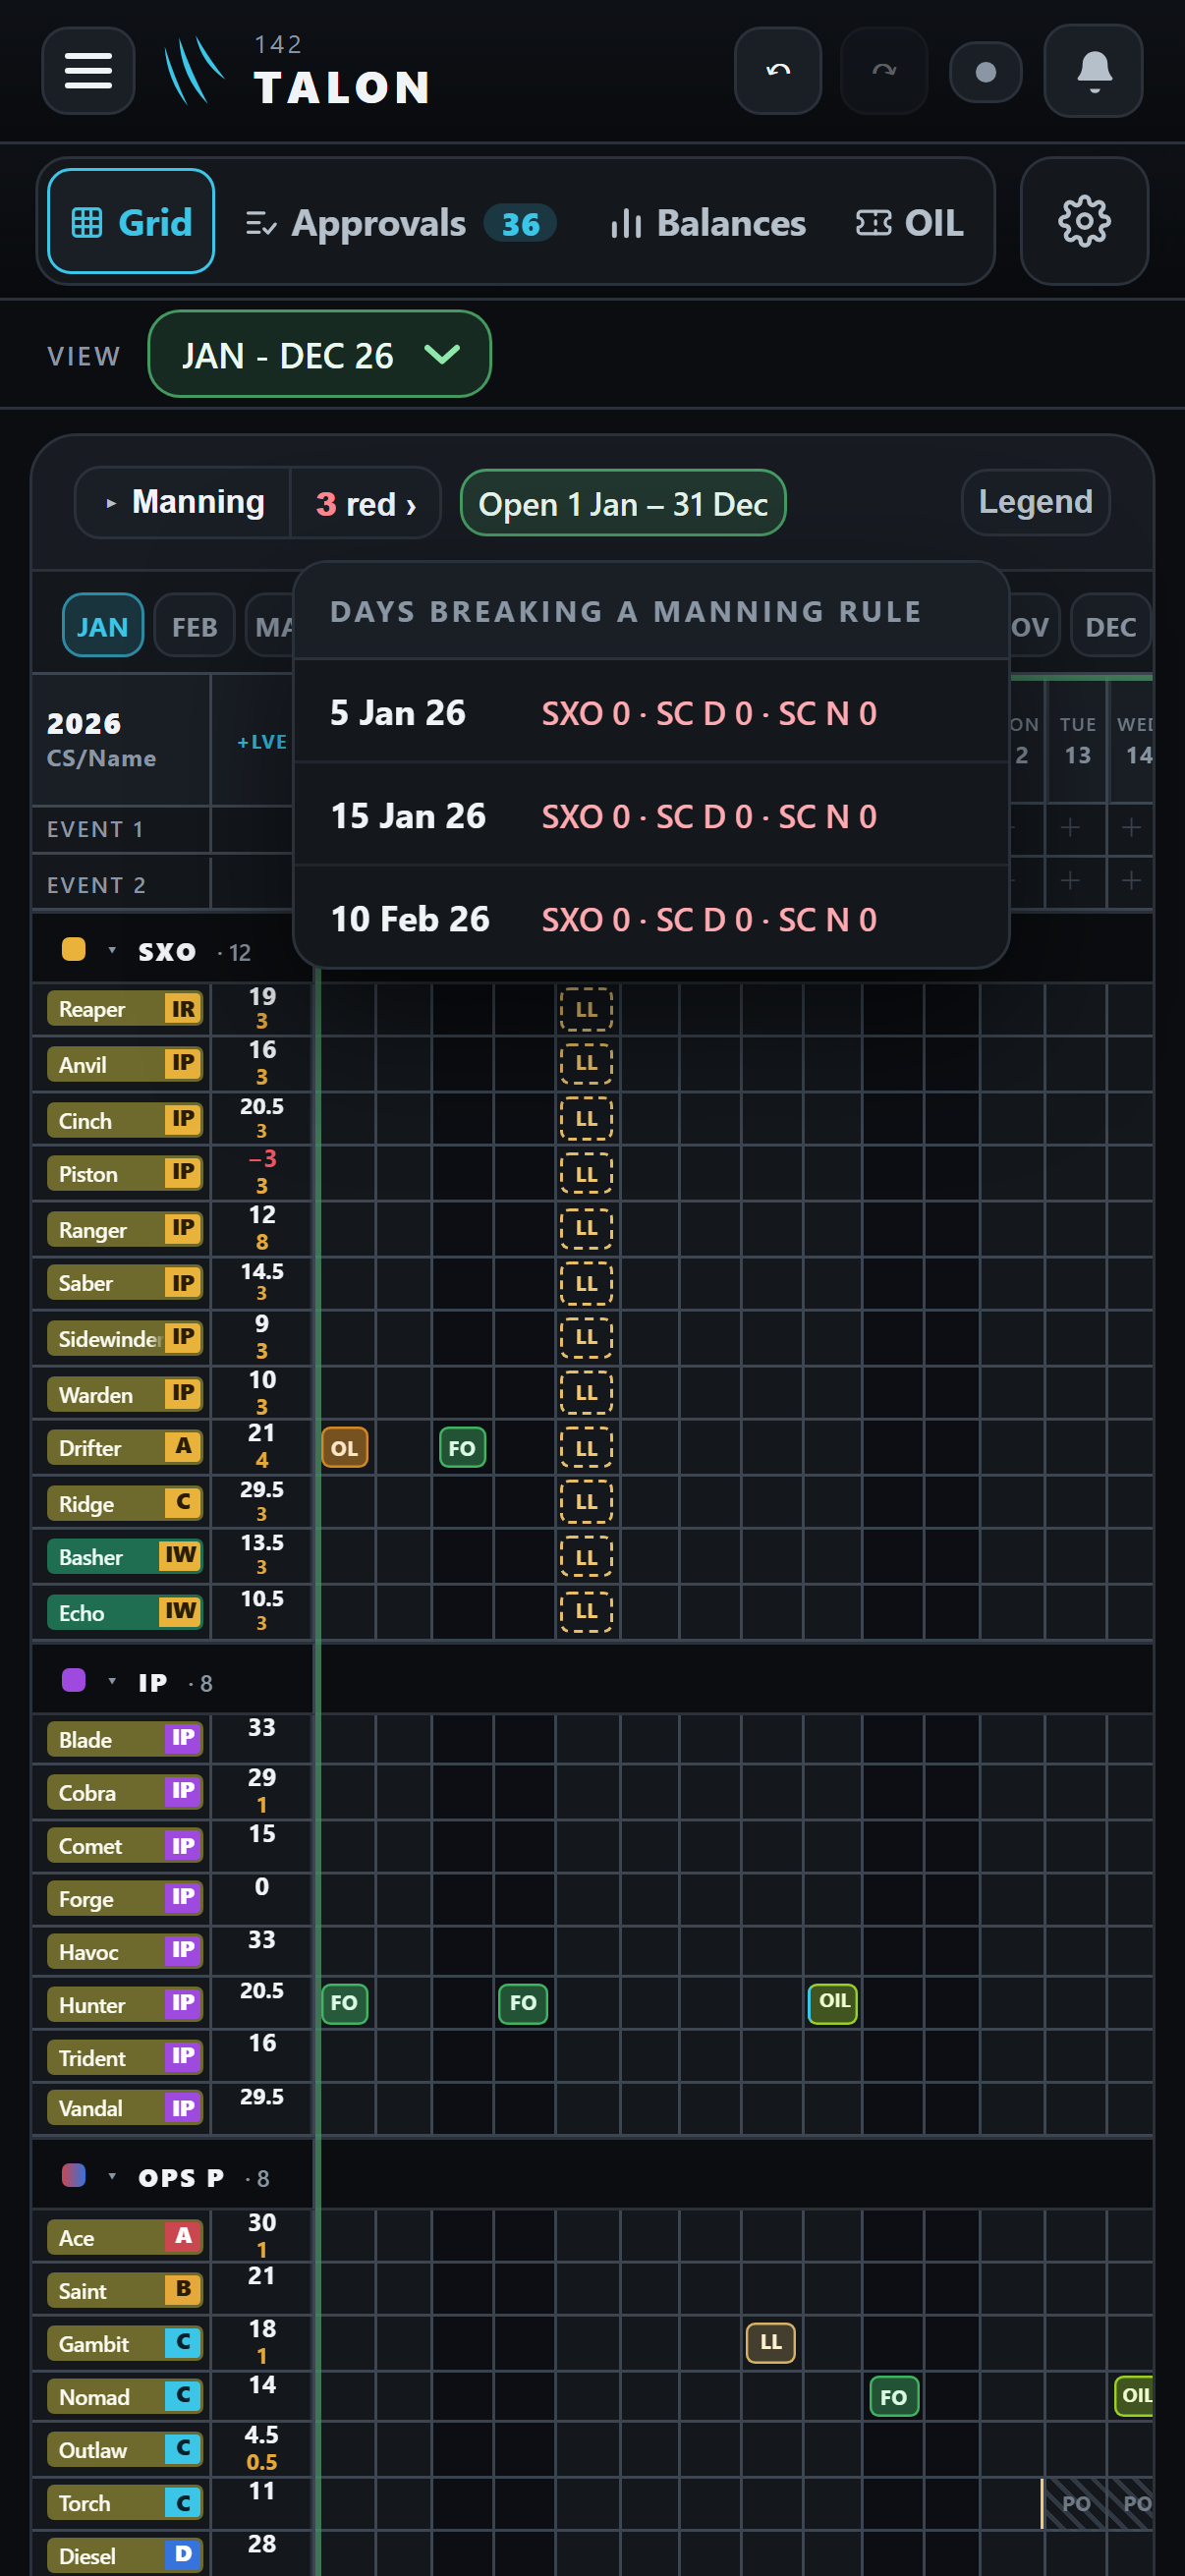 142
TALON
Grid Approvals 36 Balances OIL
VIEW JAN - DEC 26
Manning 3 red › Open 1 Jan – 31 Dec Legend
DAYS BREAKING A MANNING RULE
JAN FEB MA OV DEC
5 Jan 26 SXO 0 · SC D 0 · SC N 0
2026
CS/Name
+LVE
ON TUE WED
2 13 14
15 Jan 26 SXO 0 · SC D 0 · SC N 0
EVENT 1 + +
EVENT 2 + +
10 Feb 26 SXO 0 · SC D 0 · SC N 0
SXO · 12
Reaper IR 19 3 LL
Anvil IP 16 3 LL
Cinch IP 20.5 3 LL
Piston IP −3 3 LL
Ranger IP 12 8 LL
Saber IP 14.5 3 LL
Sidewinder IP 9 3 LL
Warden IP 10 3 LL
Drifter A 21 4 OL FO LL
Ridge C 29.5 3 LL
Basher IW 13.5 3 LL
Echo IW 10.5 3 LL
IP · 8
Blade IP 33
Cobra IP 29 1
Comet IP 15
Forge IP 0
Havoc IP 33
Hunter IP 20.5 FO FO OIL
Trident IP 16
Vandal IP 29.5
OPS P · 8
Ace A 30 1
Saint B 21
Gambit C 18 1 LL
Nomad C 14 FO OIL
Outlaw C 4.5 0.5
Torch C 11 PO PO
Diesel D 28